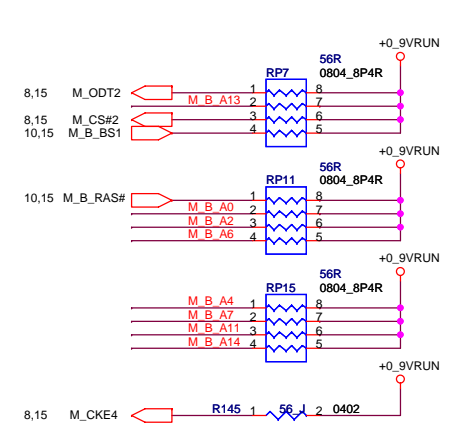 +0_9VRUN
56R
RP7 0804_8P4R
8,15 M_ODT2 1 8
M_B_A13 2 7
8,15 M_CS#2 3 6
10,15 M_B_BS1 4 5
+0_9VRUN
56R
RP11 0804_8P4R
10,15 M_B_RAS# 1 8
M_B_A0 2 7
M_B_A2 3 6
M_B_A6 4 5
+0_9VRUN
56R
RP15 0804_8P4R
M_B_A4 1 8
M_B_A7 2 7
M_B_A11 3 6
M_B_A14 4 5
+0_9VRUN
8,15 M_CKE4 R145 1 56_J 2 0402